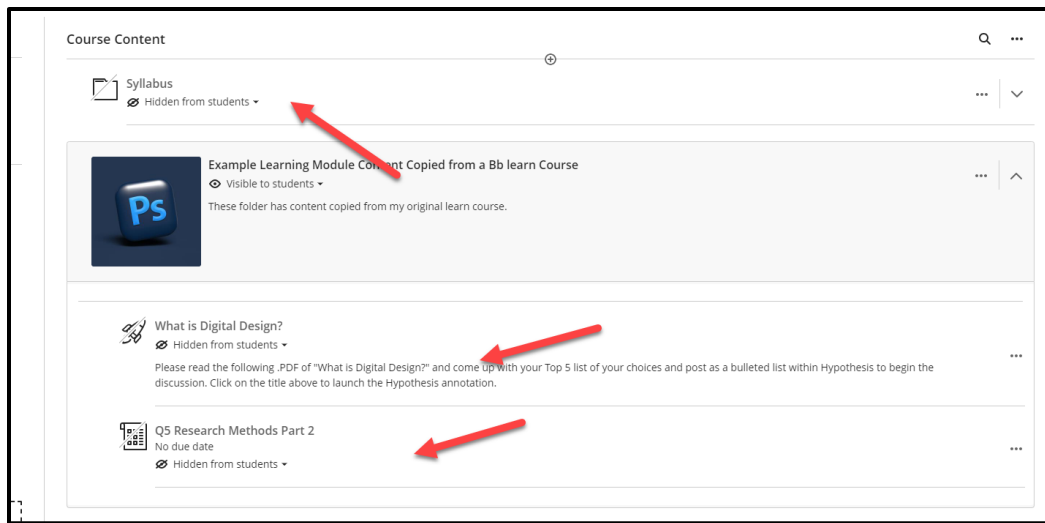 Course Content
Syllabus
Hidden from students
Example Learning Module Content Copied from a Bb learn Course
Visible to students
These folder has content copied from my original learn course.
Ps
What is Digital Design?
Hidden from students
Please read the following .PDF of "What is Digital Design?" and come up with your Top 5 list of your choices and post as a bulleted list within Hypothesis to begin the
discussion. Click on the title above to launch the Hypothesis annotation.
Q5 Research Methods Part 2
No due date
Hidden from students